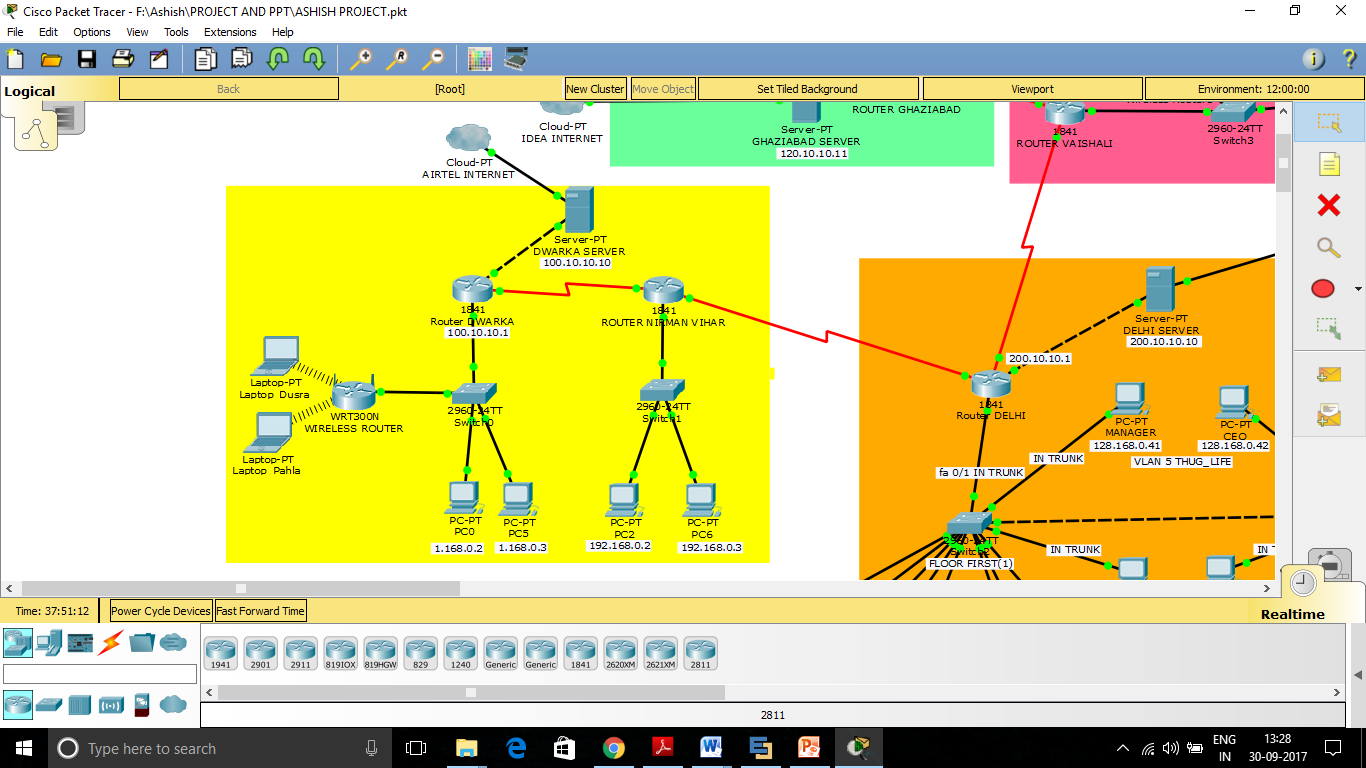 Cisco Packet Tracer - F:\Ashish\PROJECT AND PPT\ASHISH PROJECT.pkt
File Edit Options View Tools Extensions Help
Logical
Back
[Root]
New Cluster
Move Object
Set Tiled Background
Viewport
Environment: 12:00:00
Cloud-PT
IDEA INTERNET
Cloud-PT
AIRTEL INTERNET
ROUTER GHAZIABAD
Server-PT
GHAZIABAD SERVER
120.10.10.11
1841
ROUTER VAISHALI
2960-24TT
Switch3
Server-PT
DWARKA SERVER
100.10.10.10
1841
Router DWARKA
100.10.10.1
1841
ROUTER NIRMAN VIHAR
Laptop-PT
Laptop Dusra
Laptop-PT
Laptop Pahla
WRT300N
WIRELESS ROUTER
2960-24TT
Switch0
2960-24TT
Switch1
PC-PT
PC0
1.168.0.2
PC-PT
PC5
1.168.0.3
PC-PT
PC2
192.168.0.2
PC-PT
PC6
192.168.0.3
Server-PT
DELHI SERVER
200.10.10.10
200.10.10.1
1841
Router DELHI
PC-PT
MANAGER
128.168.0.41
PC-PT
CEO
128.168.0.42
VLAN 5 THUG_LIFE
IN TRUNK
fa 0/1 IN TRUNK
2960-24TT
Switch2
FLOOR FIRST(1)
IN TRUNK
IN T
Time: 37:51:12
Power Cycle Devices
Fast Forward Time
Realtime
1941
2901
2911
819IOX
819HGW
829
1240
Generic
Generic
1841
2620XM
2621XM
2811
2811
Type here to search
ENG
IN
13:28
30-09-2017